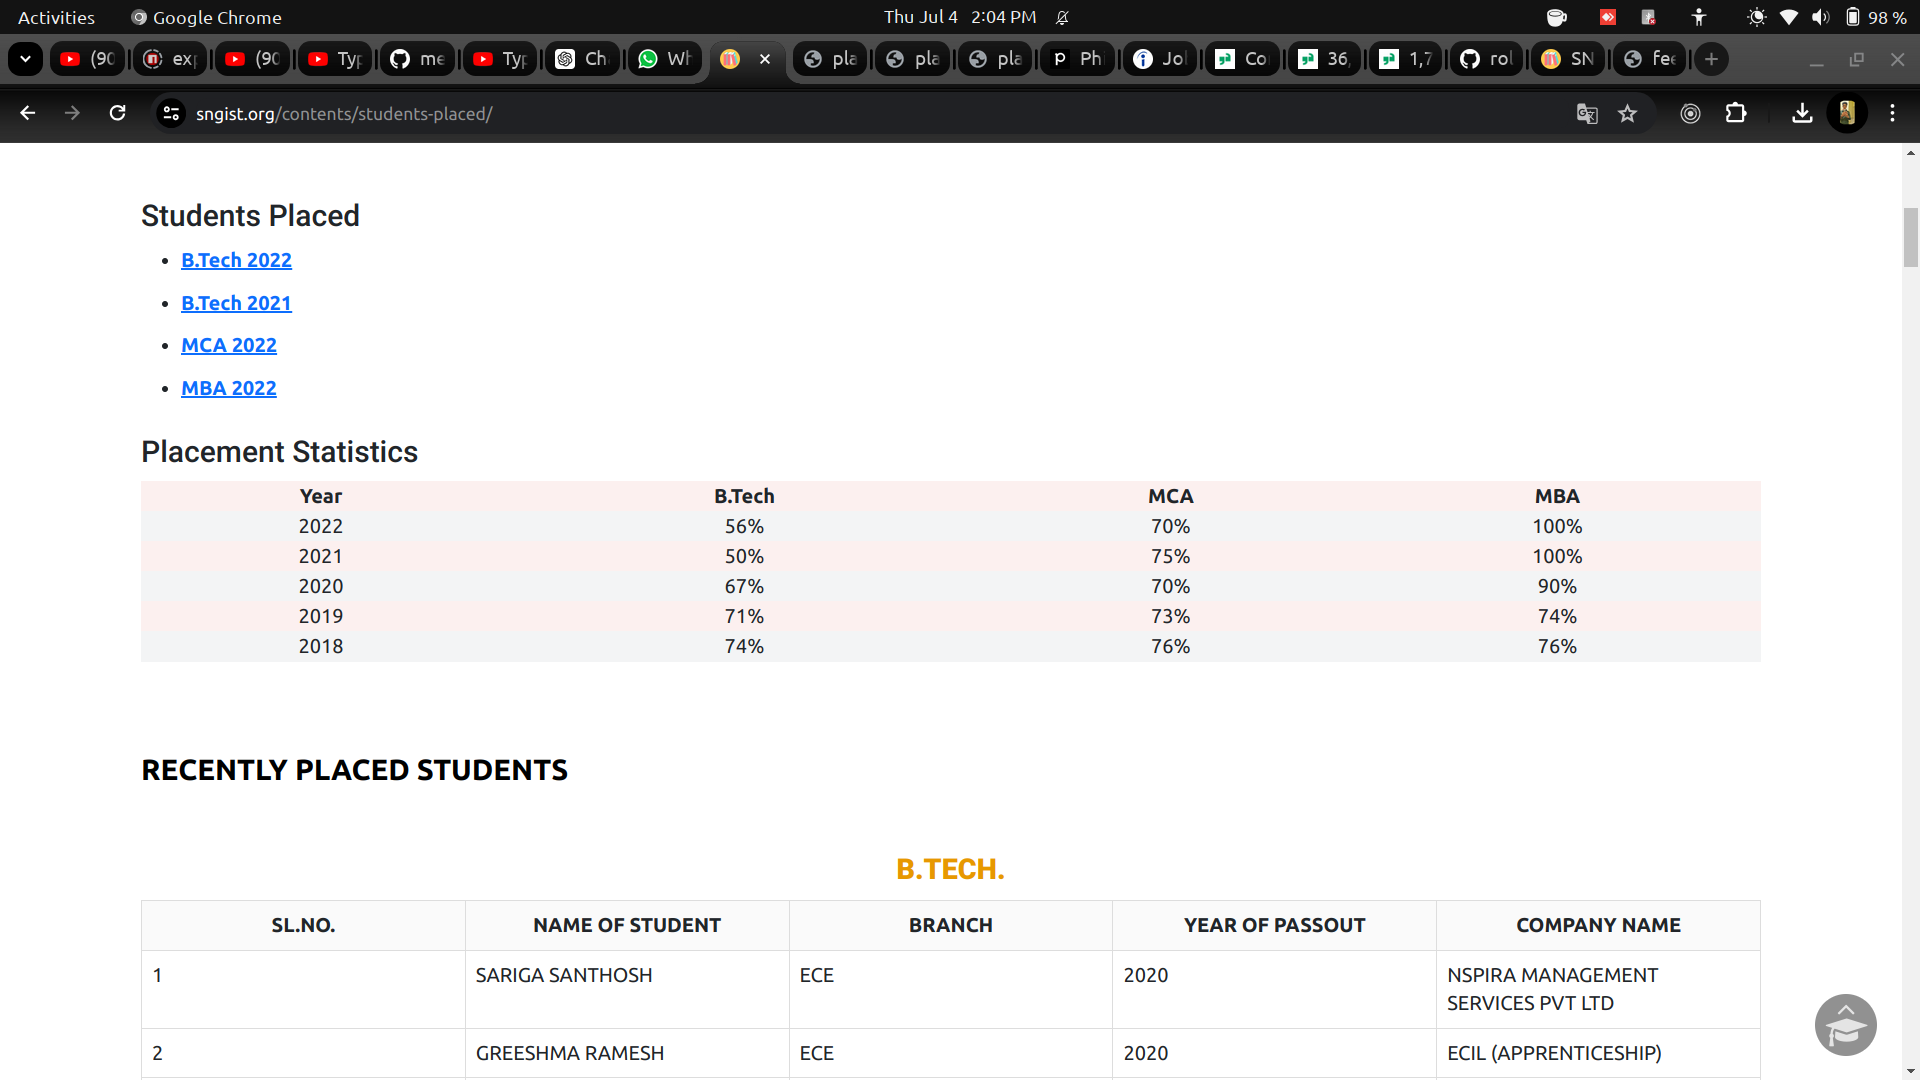 Activities Google Chrome Thu Jul 4 2:04 PM 98 %
(90 exp (90 Typ me Typ Ch Wh pla pla pla Phi Jol Co 36, 1,7 rol SN fee
sngist.org/contents/students-placed/
Students Placed
• B.Tech 2022
• B.Tech 2021
• MCA 2022
• MBA 2022
Placement Statistics
Year B.Tech MCA MBA
2022 56% 70% 100%
2021 50% 75% 100%
2020 67% 70% 90%
2019 71% 73% 74%
2018 74% 76% 76%
RECENTLY PLACED STUDENTS
B.TECH.
SL.NO. NAME OF STUDENT BRANCH YEAR OF PASSOUT COMPANY NAME
1 SARIGA SANTHOSH ECE 2020 NSPIRA MANAGEMENT
SERVICES PVT LTD
2 GREESHMA RAMESH ECE 2020 ECIL (APPRENTICESHIP)